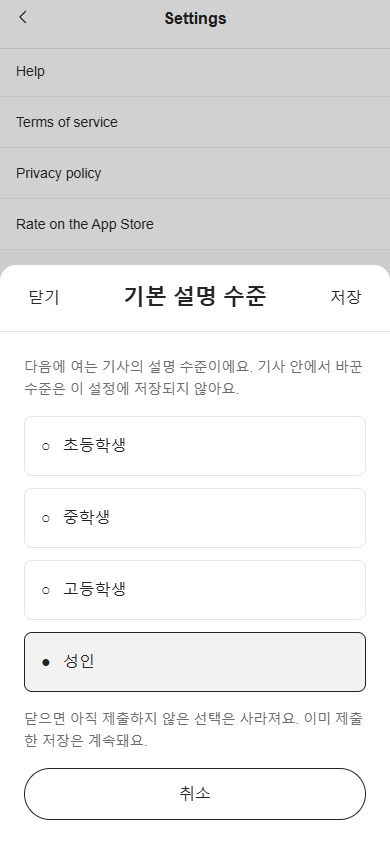 Settings
Help
Terms of service
Privacy policy
Rate on the App Store
닫기 기본 설명 수준 저장
다음에 여는 기사의 설명 수준이에요. 기사 안에서 바꾼
수준은 이 설정에 저장되지 않아요.
○ 초등학생
○ 중학생
○ 고등학생
● 성인
닫으면 아직 제출하지 않은 선택은 사라져요. 이미 제출
한 저장은 계속돼요.
취소